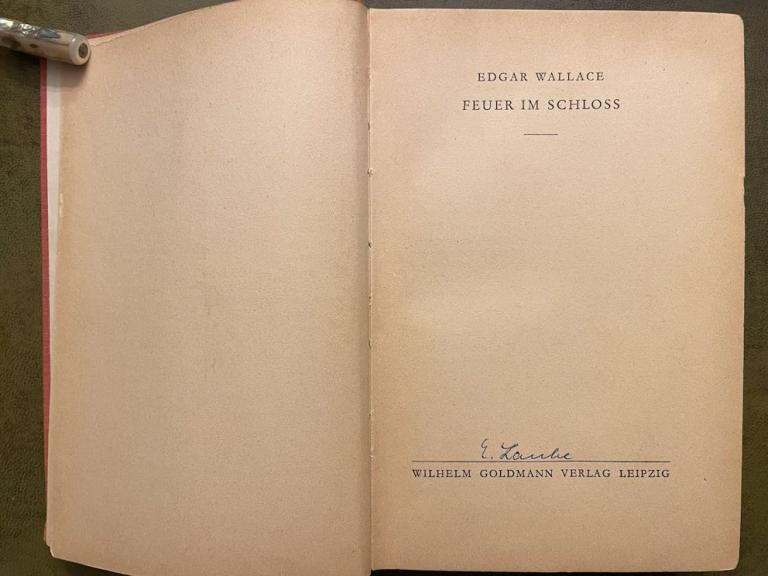 EDGAR WALLACE
FEUER IM SCHLOSS
E. Laube
WILHELM GOLDMANN VERLAG LEIPZIG